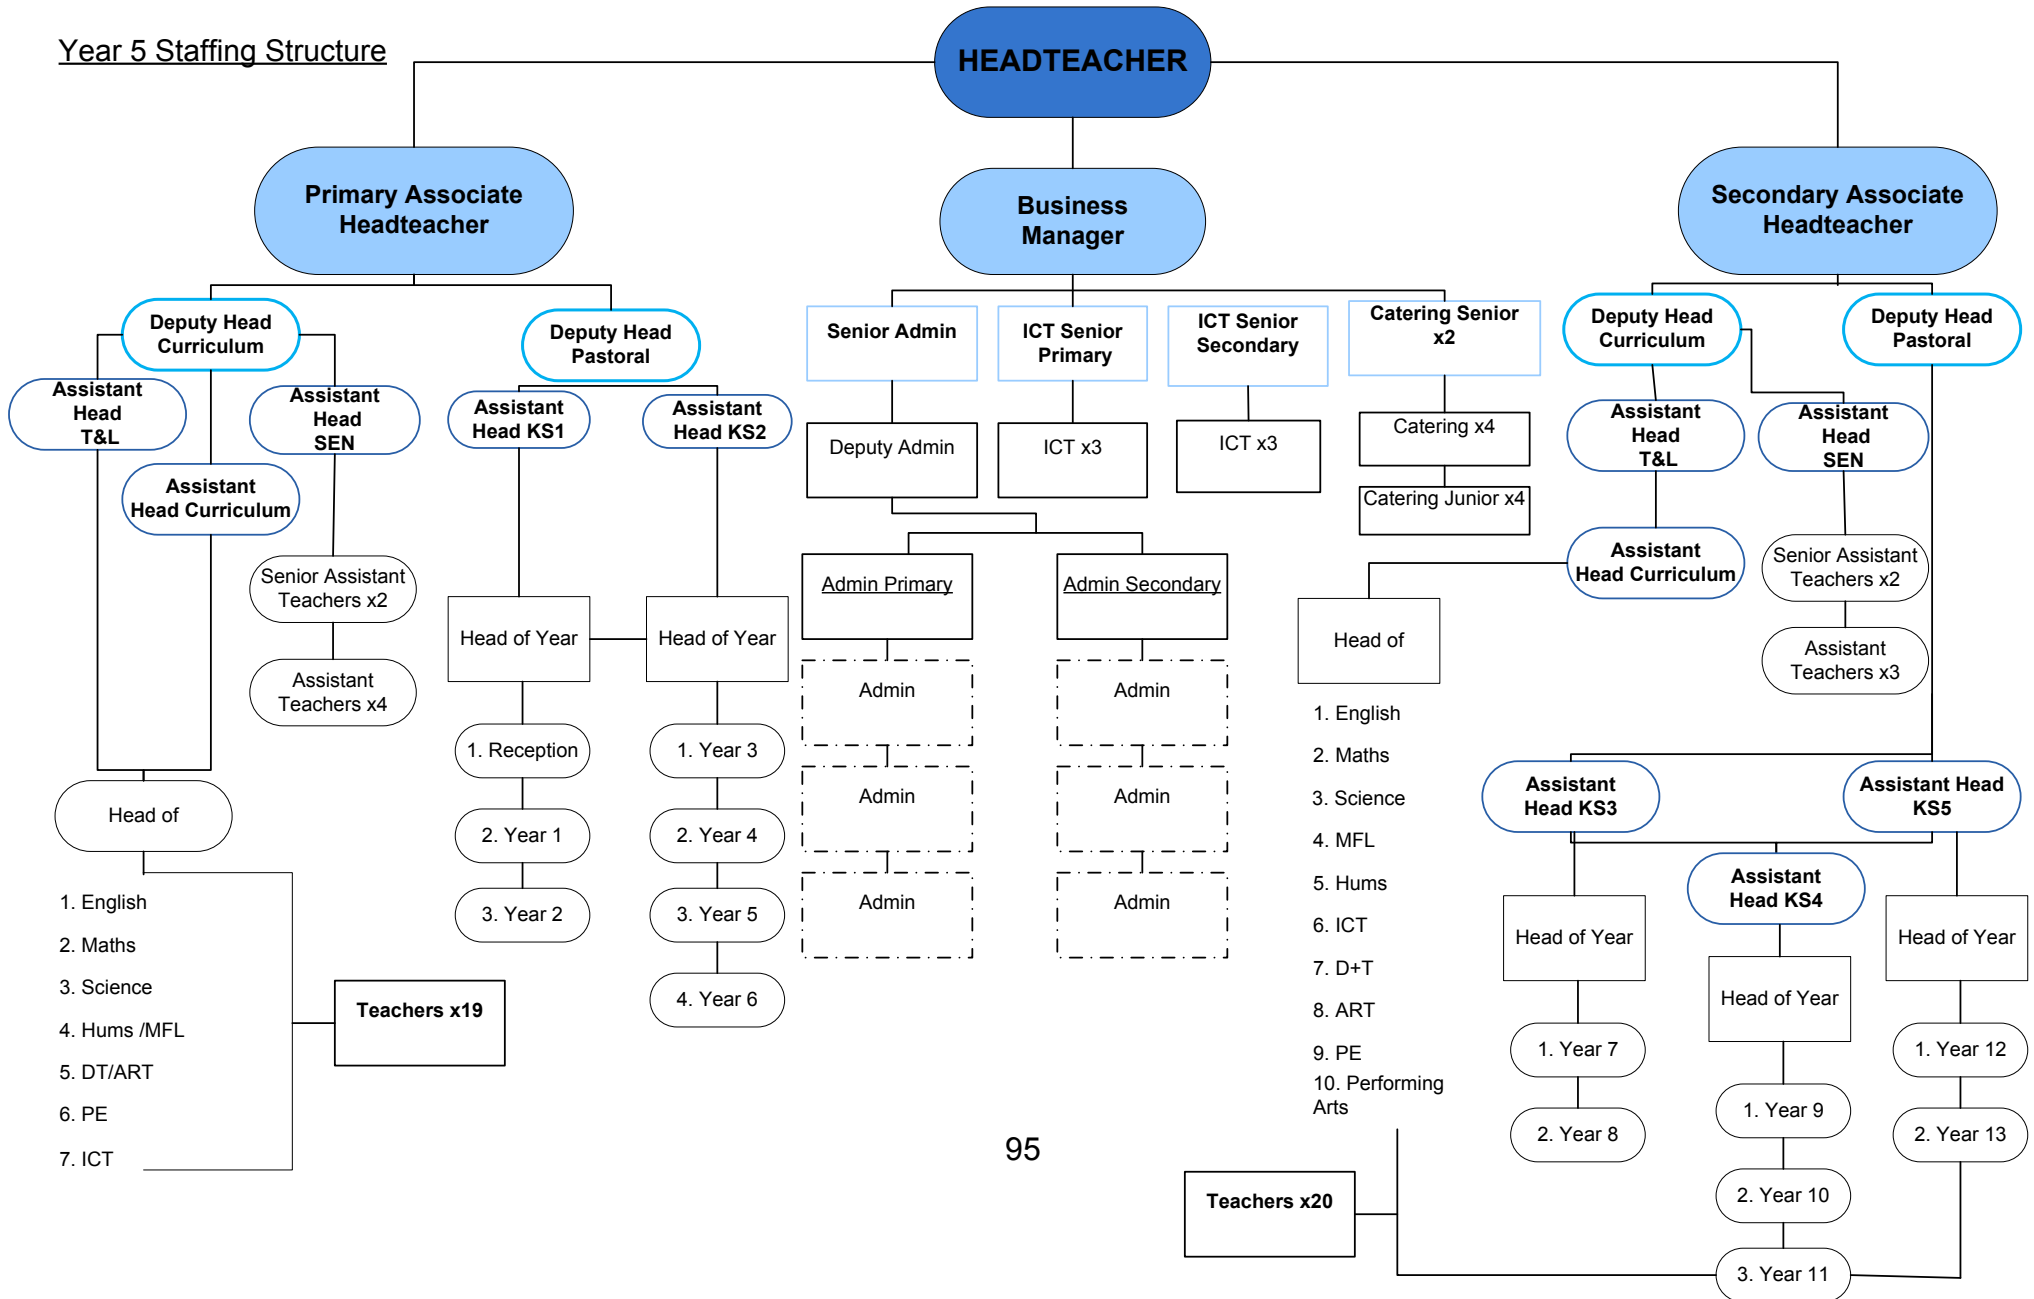 Year 5 Staffing Structure
HEADTEACHER
Primary Associate
Headteacher
Business
Manager
Secondary Associate
Headteacher
Deputy Head
Curriculum
Deputy Head
Pastoral
Assistant
Head
T&L
Assistant
Head
SEN
Assistant
Head KS1
Assistant
Head KS2
Assistant
Head Curriculum
Senior Assistant
Teachers x2
Assistant
Teachers x4
Head of Year
Head of Year
1. Reception
2. Year 1
3. Year 2
1. Year 3
2. Year 4
3. Year 5
4. Year 6
Head of
1. English
2. Maths
3. Science
4. Hums /MFL
5. DT/ART
6. PE
7. ICT
Teachers x19
Senior Admin
ICT Senior
Primary
ICT Senior
Secondary
Catering Senior
x2
Deputy Admin
ICT x3
ICT x3
Catering x4
Catering Junior x4
Admin Primary
Admin Secondary
Admin
Admin
Admin
Admin
Admin
Admin
Deputy Head
Curriculum
Deputy Head
Pastoral
Assistant
Head
T&L
Assistant
Head
SEN
Assistant
Head Curriculum
Senior Assistant
Teachers x2
Assistant
Teachers x3
Head of
1. English
2. Maths
3. Science
4. MFL
5. Hums
6. ICT
7. D+T
8. ART
9. PE
10. Performing
Arts
Assistant
Head KS3
Assistant Head
KS5
Assistant
Head KS4
Head of Year
Head of Year
Head of Year
1. Year 7
2. Year 8
1. Year 9
2. Year 10
3. Year 11
1. Year 12
2. Year 13
Teachers x20
95